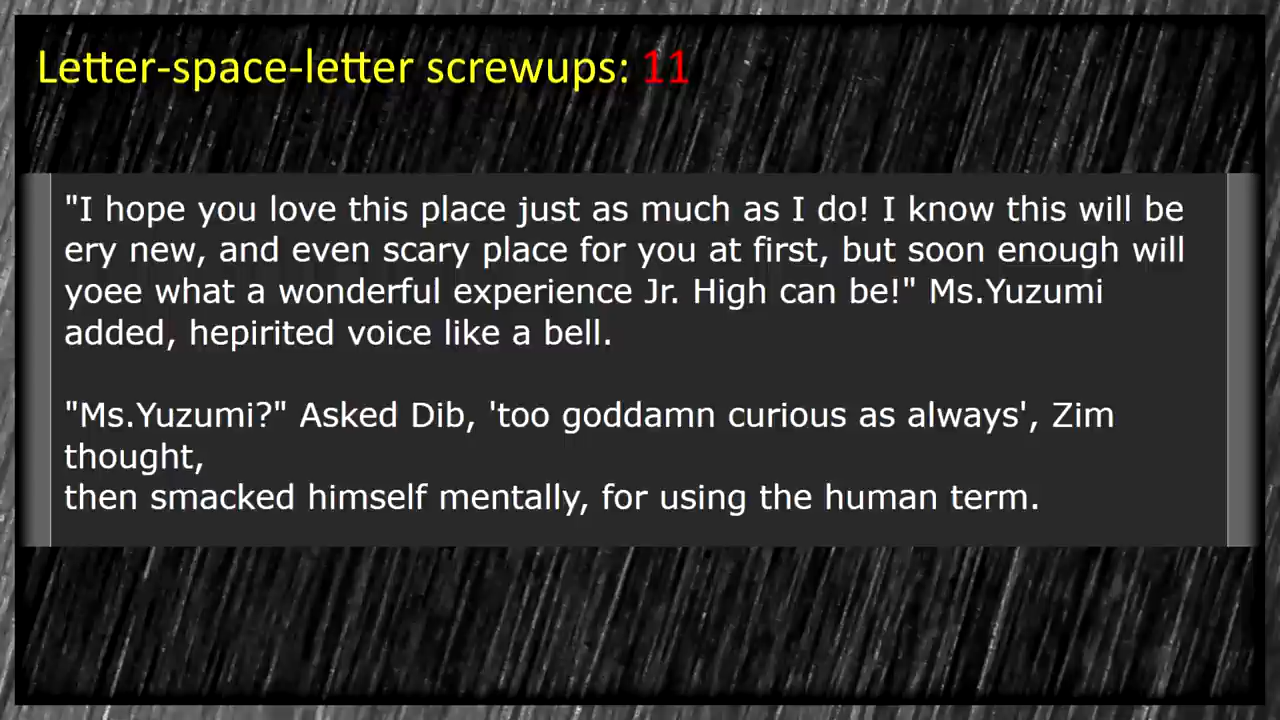 Letter-space-letter screwups: 11
"I hope you love this place just as much as I do! I know this will be
ery new, and even scary place for you at first, but soon enough will
yoee what a wonderful experience Jr. High can be!" Ms.Yuzumi
added, hepirited voice like a bell.
"Ms.Yuzumi?" Asked Dib, 'too goddamn curious as always', Zim
thought,
then smacked himself mentally, for using the human term.